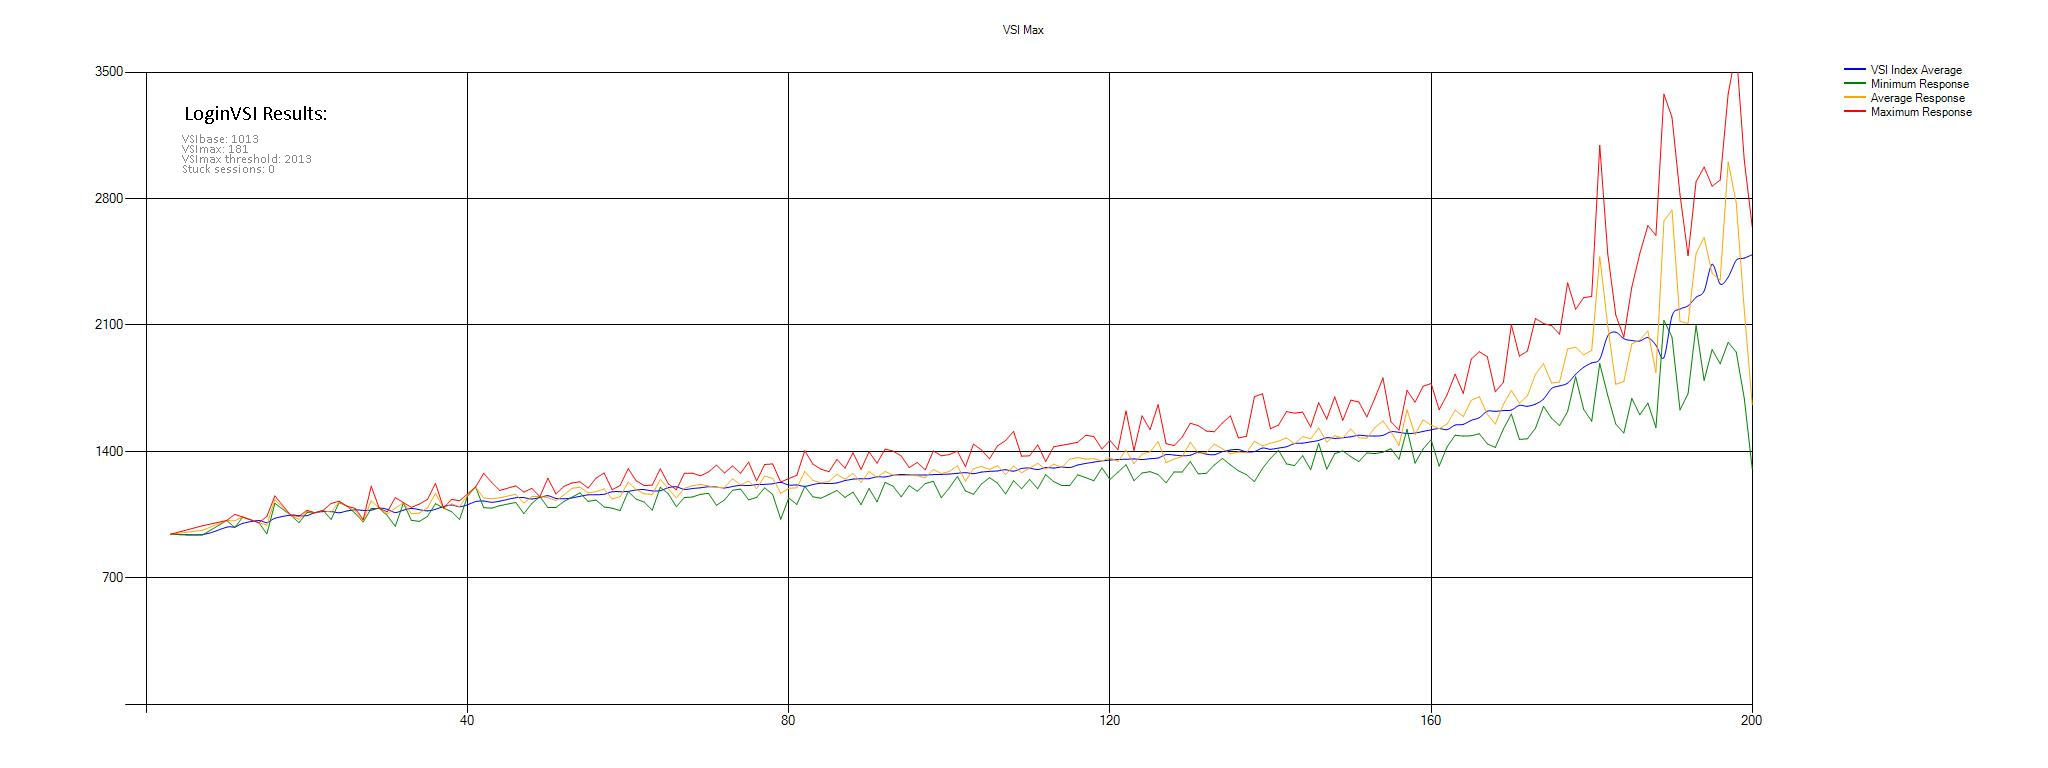 VSI Max
3500
2800
2100
1400
700
LoginVSI Results:
VSIbase: 1013
VSImax: 181
VSImax threshold: 2013
Stuck sessions: 0
VSI Index Average
Minimum Response
Average Response
Maximum Response
40
80
120
160
200